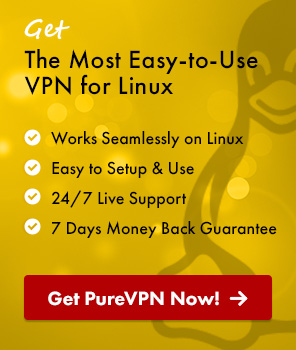 Get
The Most Easy-to-Use
VPN for Linux
Works Seamlessly on Linux
Easy to Setup & Use
24/7 Live Support
7 Days Money Back Guarantee
Get PureVPN Now! →